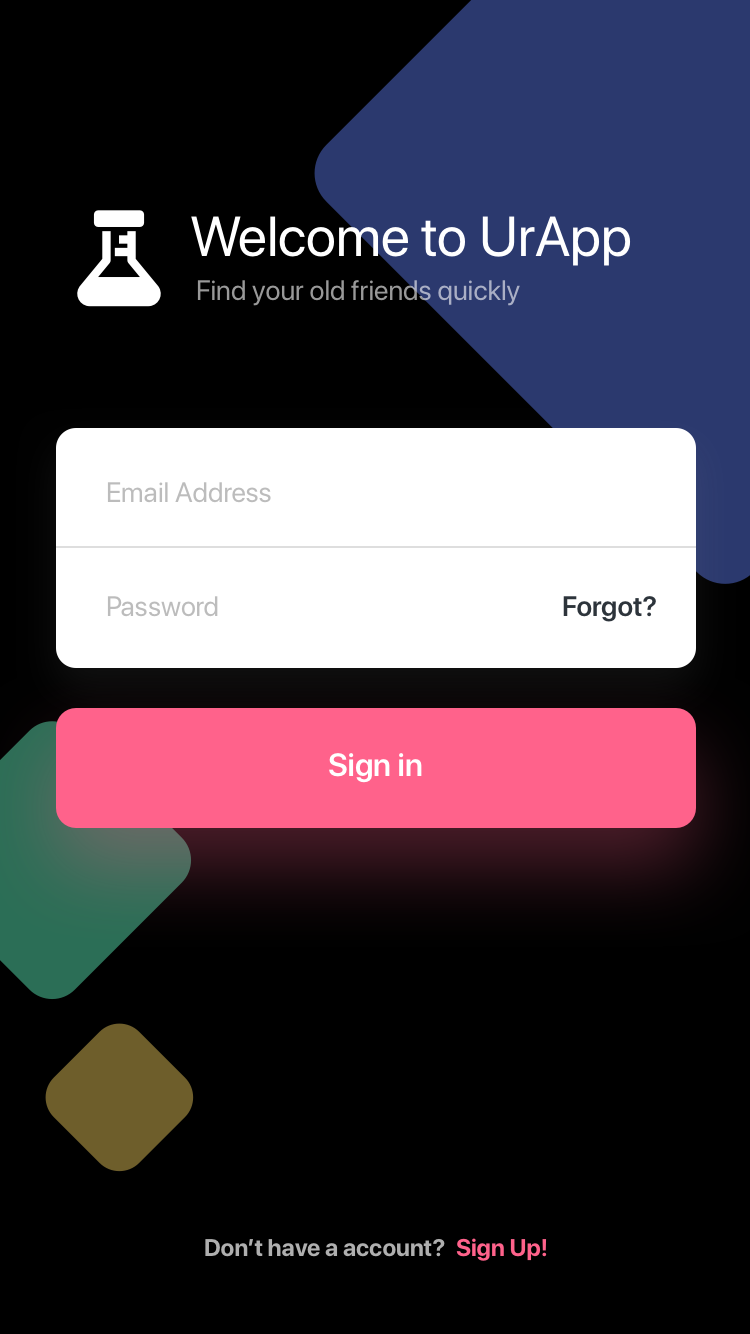 Welcome to UrApp
Find your old friends quickly
Email Address
Password Forgot?
Sign in
Don’t have a account? Sign Up!